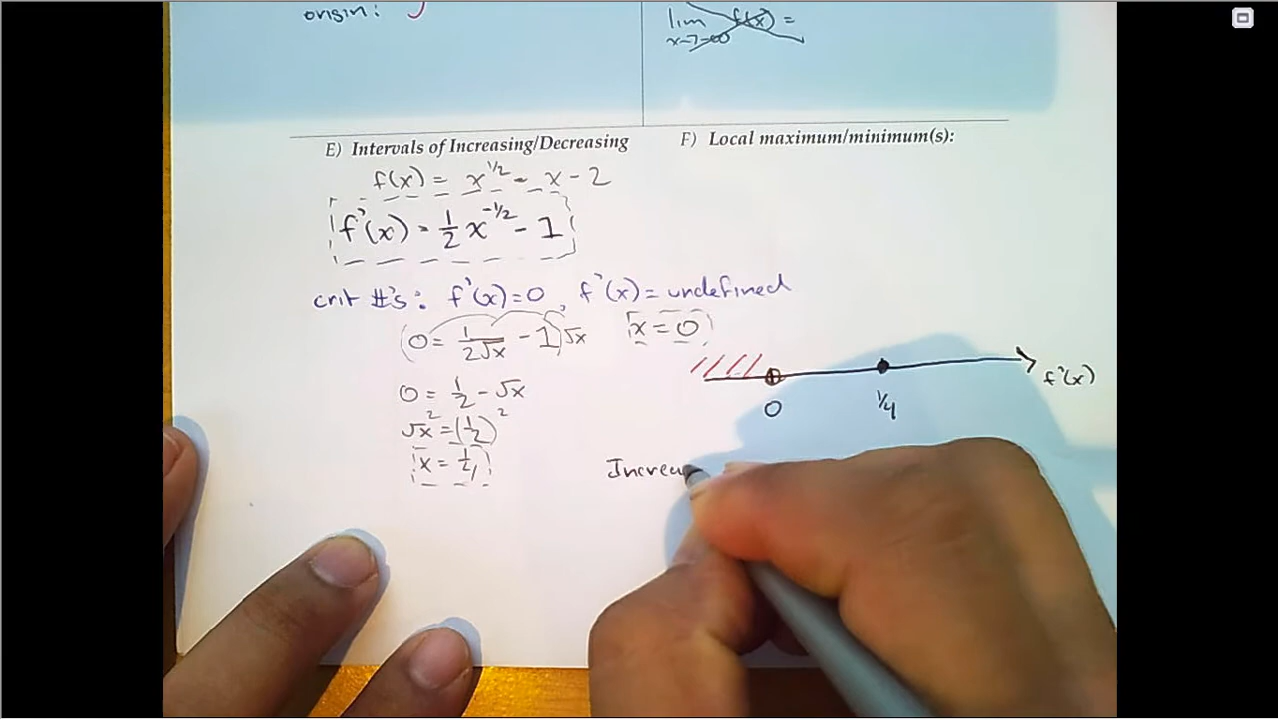 origin:
lim f(x) =
x→-∞
E) Intervals of Increasing/Decreasing
F) Local maximum/minimum(s):
f(x) = x^1/2 - x - 2
f'(x) = 1/2 x^-1/2 - 1
crit #'s: f'(x)=0, f'(x)= undefined
(0 = 1/(2√x) - 1)√x
x = 0
0 = 1/2 - √x
√x^2 = (1/2)^2
x = 1/4
f'(x)
0
1/4
Increa